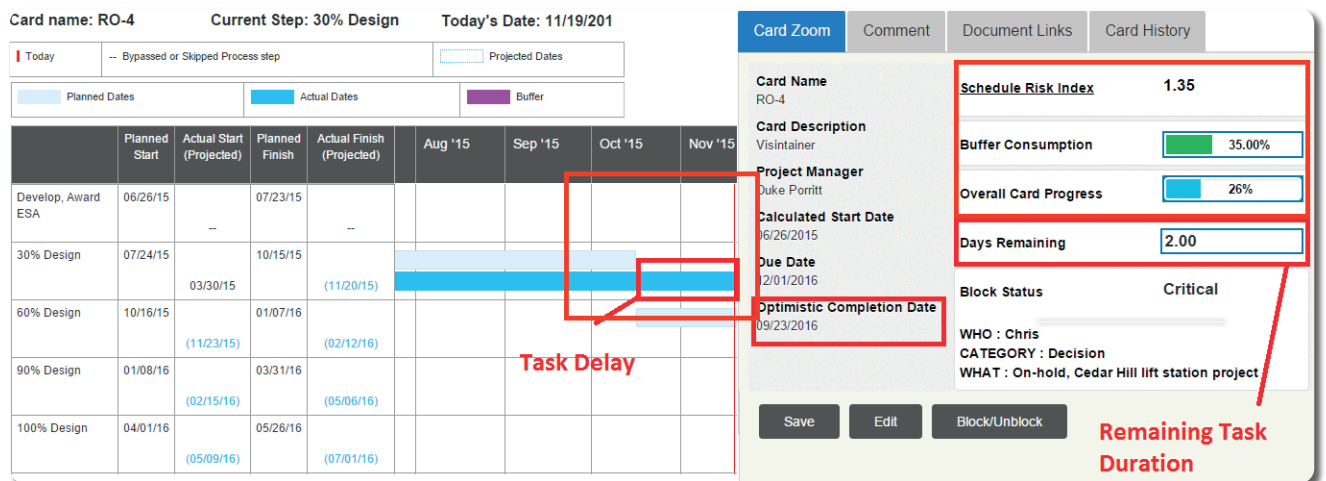 Card name: RO-4 Current Step: 30% Design Today's Date: 11/19/201
Today -- Bypassed or Skipped Process step Projected Dates
Planned Dates Actual Dates Buffer
Planned Start Actual Start (Projected) Planned Finish Actual Finish (Projected) Aug '15 Sep '15 Oct '15 Nov '15
Develop, Award ESA 06/26/15 -- 07/23/15 --
30% Design 07/24/15 03/30/15 10/15/15 (11/20/15)
60% Design 10/16/15 (11/23/15) 01/07/16 (02/12/16)
90% Design 01/08/16 (02/15/16) 03/31/16 (05/06/16)
100% Design 04/01/16 (05/09/16) 05/26/16 (07/01/16)
Task Delay
Card Zoom Comment Document Links Card History
Card Name
RO-4
Card Description
Visintainer
Project Manager
Duke Porritt
Calculated Start Date
06/26/2015
Due Date
12/01/2016
Optimistic Completion Date
09/23/2016
Schedule Risk Index 1.35
Buffer Consumption 35.00%
Overall Card Progress 26%
Days Remaining 2.00
Block Status Critical
WHO : Chris
CATEGORY : Decision
WHAT : On-hold, Cedar Hill lift station project
Save Edit Block/Unblock
Remaining Task
Duration